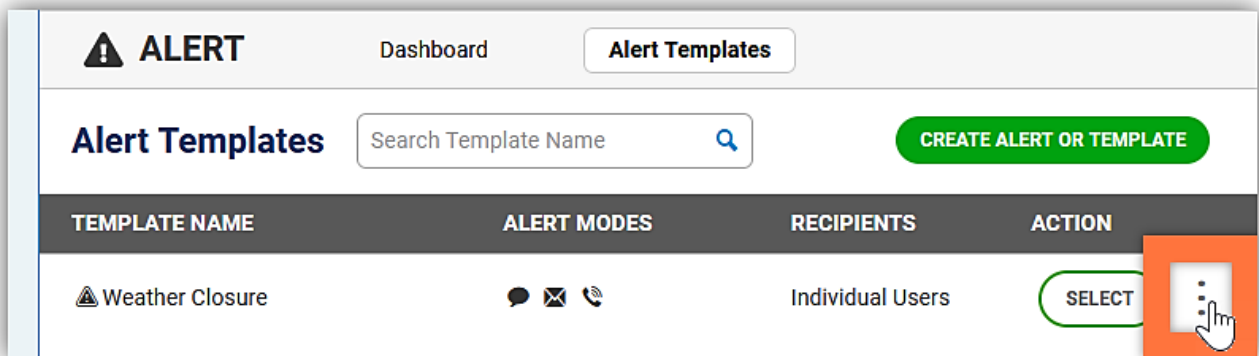 ALERT Dashboard Alert Templates
Alert Templates Search Template Name CREATE ALERT OR TEMPLATE
TEMPLATE NAME ALERT MODES RECIPIENTS ACTION
Weather Closure Individual Users SELECT